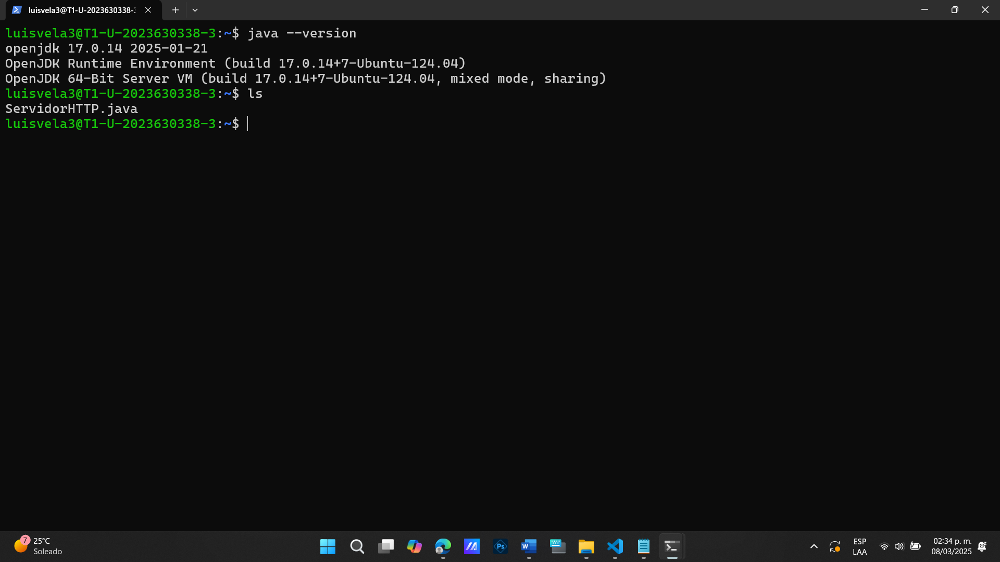 luisvela3@T1-U-2023630338-3
luisvela3@T1-U-2023630338-3:~$ java --version
openjdk 17.0.14 2025-01-21
OpenJDK Runtime Environment (build 17.0.14+7-Ubuntu-124.04)
OpenJDK 64-Bit Server VM (build 17.0.14+7-Ubuntu-124.04, mixed mode, sharing)
luisvela3@T1-U-2023630338-3:~$ ls
ServidorHTTP.java
luisvela3@T1-U-2023630338-3:~$
7
25°C
Soleado
Ps
W
ESP
LAA
02:34 p. m.
08/03/2025